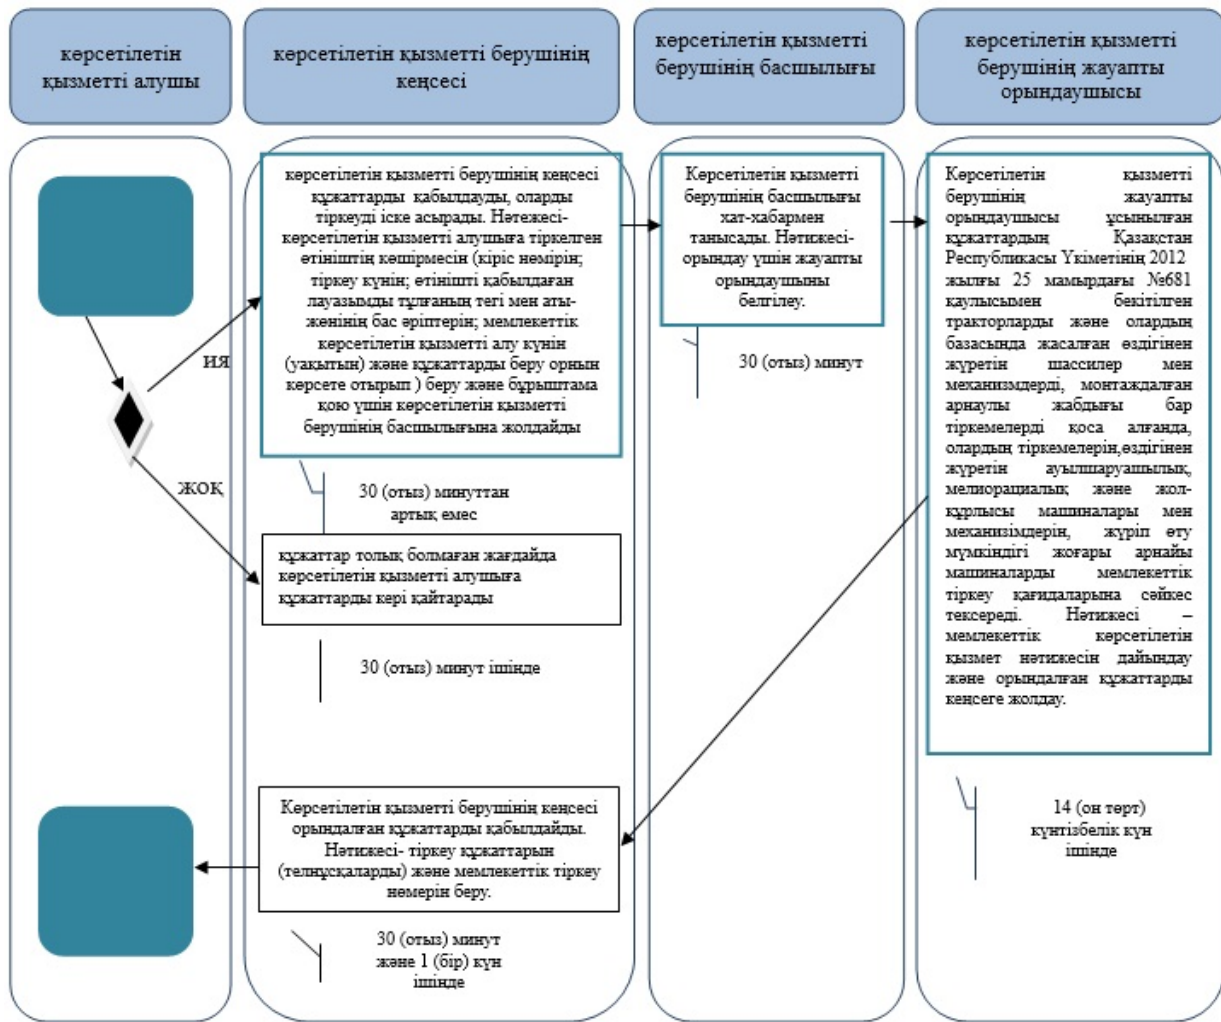 көрсетілетін
қызметті алушы
көрсетілетін қызметті берушінің
кеңсесі
көрсетілетін қызметті
берушінің басшылығы
көрсетілетін қызметті
берушінің жауапты
орындаушысы
көрсетілетін қызметті берушінің кеңсесі
құжаттарды қабылдауды, оларды
тіркеуді іске асырады. Нәтежесі-
көрсетілетін қызметті алушыға тіркелген
өтініштің көшірмесін (кіріс нөмірін;
тіркеу күнін; өтінішті қабылдаған
лауазымды тұлғаның тегі мен аты-
жөнінің бас әріптерін; мемлекеттік
көрсетілетін қызметті алу күнін
(уақытын) және құжаттарды беру орнын
көрсете отырып ) беру және бұрыштама
қою үшін көрсетілетін қызметті
берушінің басшылығына жолдайды
ИЯ
ЖОҚ
30 (отыз) минуттан
артық емес
құжаттар толық болмаған жағдайда
көрсетілетін қызметті алушыға
құжаттарды кері қайтарады
30 (отыз) минут ішінде
Көрсетілетін қызметті
берушінің басшылығы
хат-хабармен
танысады. Нәтижесі-
орындау үшін жауапты
орындаушыны
белгілеу.
30 (отыз) минут
Көрсетілетін қызметті
берушінің жауапты
орындаушысы ұсынылған
құжаттардың Қазақстан
Республикасы Үкіметінің 2012
жылғы 25 мамырдағы №681
қаулысымен бекітілген
тракторларды және олардың
базасында жасалған өздігінен
жүретін шассилер мен
механизмдерді, монтаждалған
арнаулы жабдығы бар
тіркемелерді қоса алғанда,
олардың тіркемелерін,өздігінен
жүретін ауылшаруашылық,
мелиорациалық және жол-
құрлысы машиналары мен
механизімдерін, жүріп өту
мүмкіндігі жоғары арнайы
машиналарды мемлекеттік
тіркеу қағидаларына сәйкес
тексереді. Нәтижесі –
мемлекеттік көрсетілетін
қызмет нәтижесін дайындау
және орындалған құжаттарды
кеңсеге жолдау.
14 (он төрт)
күнтізбелік күн
ішінде
Көрсетілетін қызметті берушінің кеңсесі
орындалған құжаттарды қабылдайды.
Нәтижесі- тіркеу құжаттарын
(телнұсқаларды) және мемлекеттік тіркеу
нөмерін беру.
30 (отыз) минут
және 1 (бір) күн
ішінде